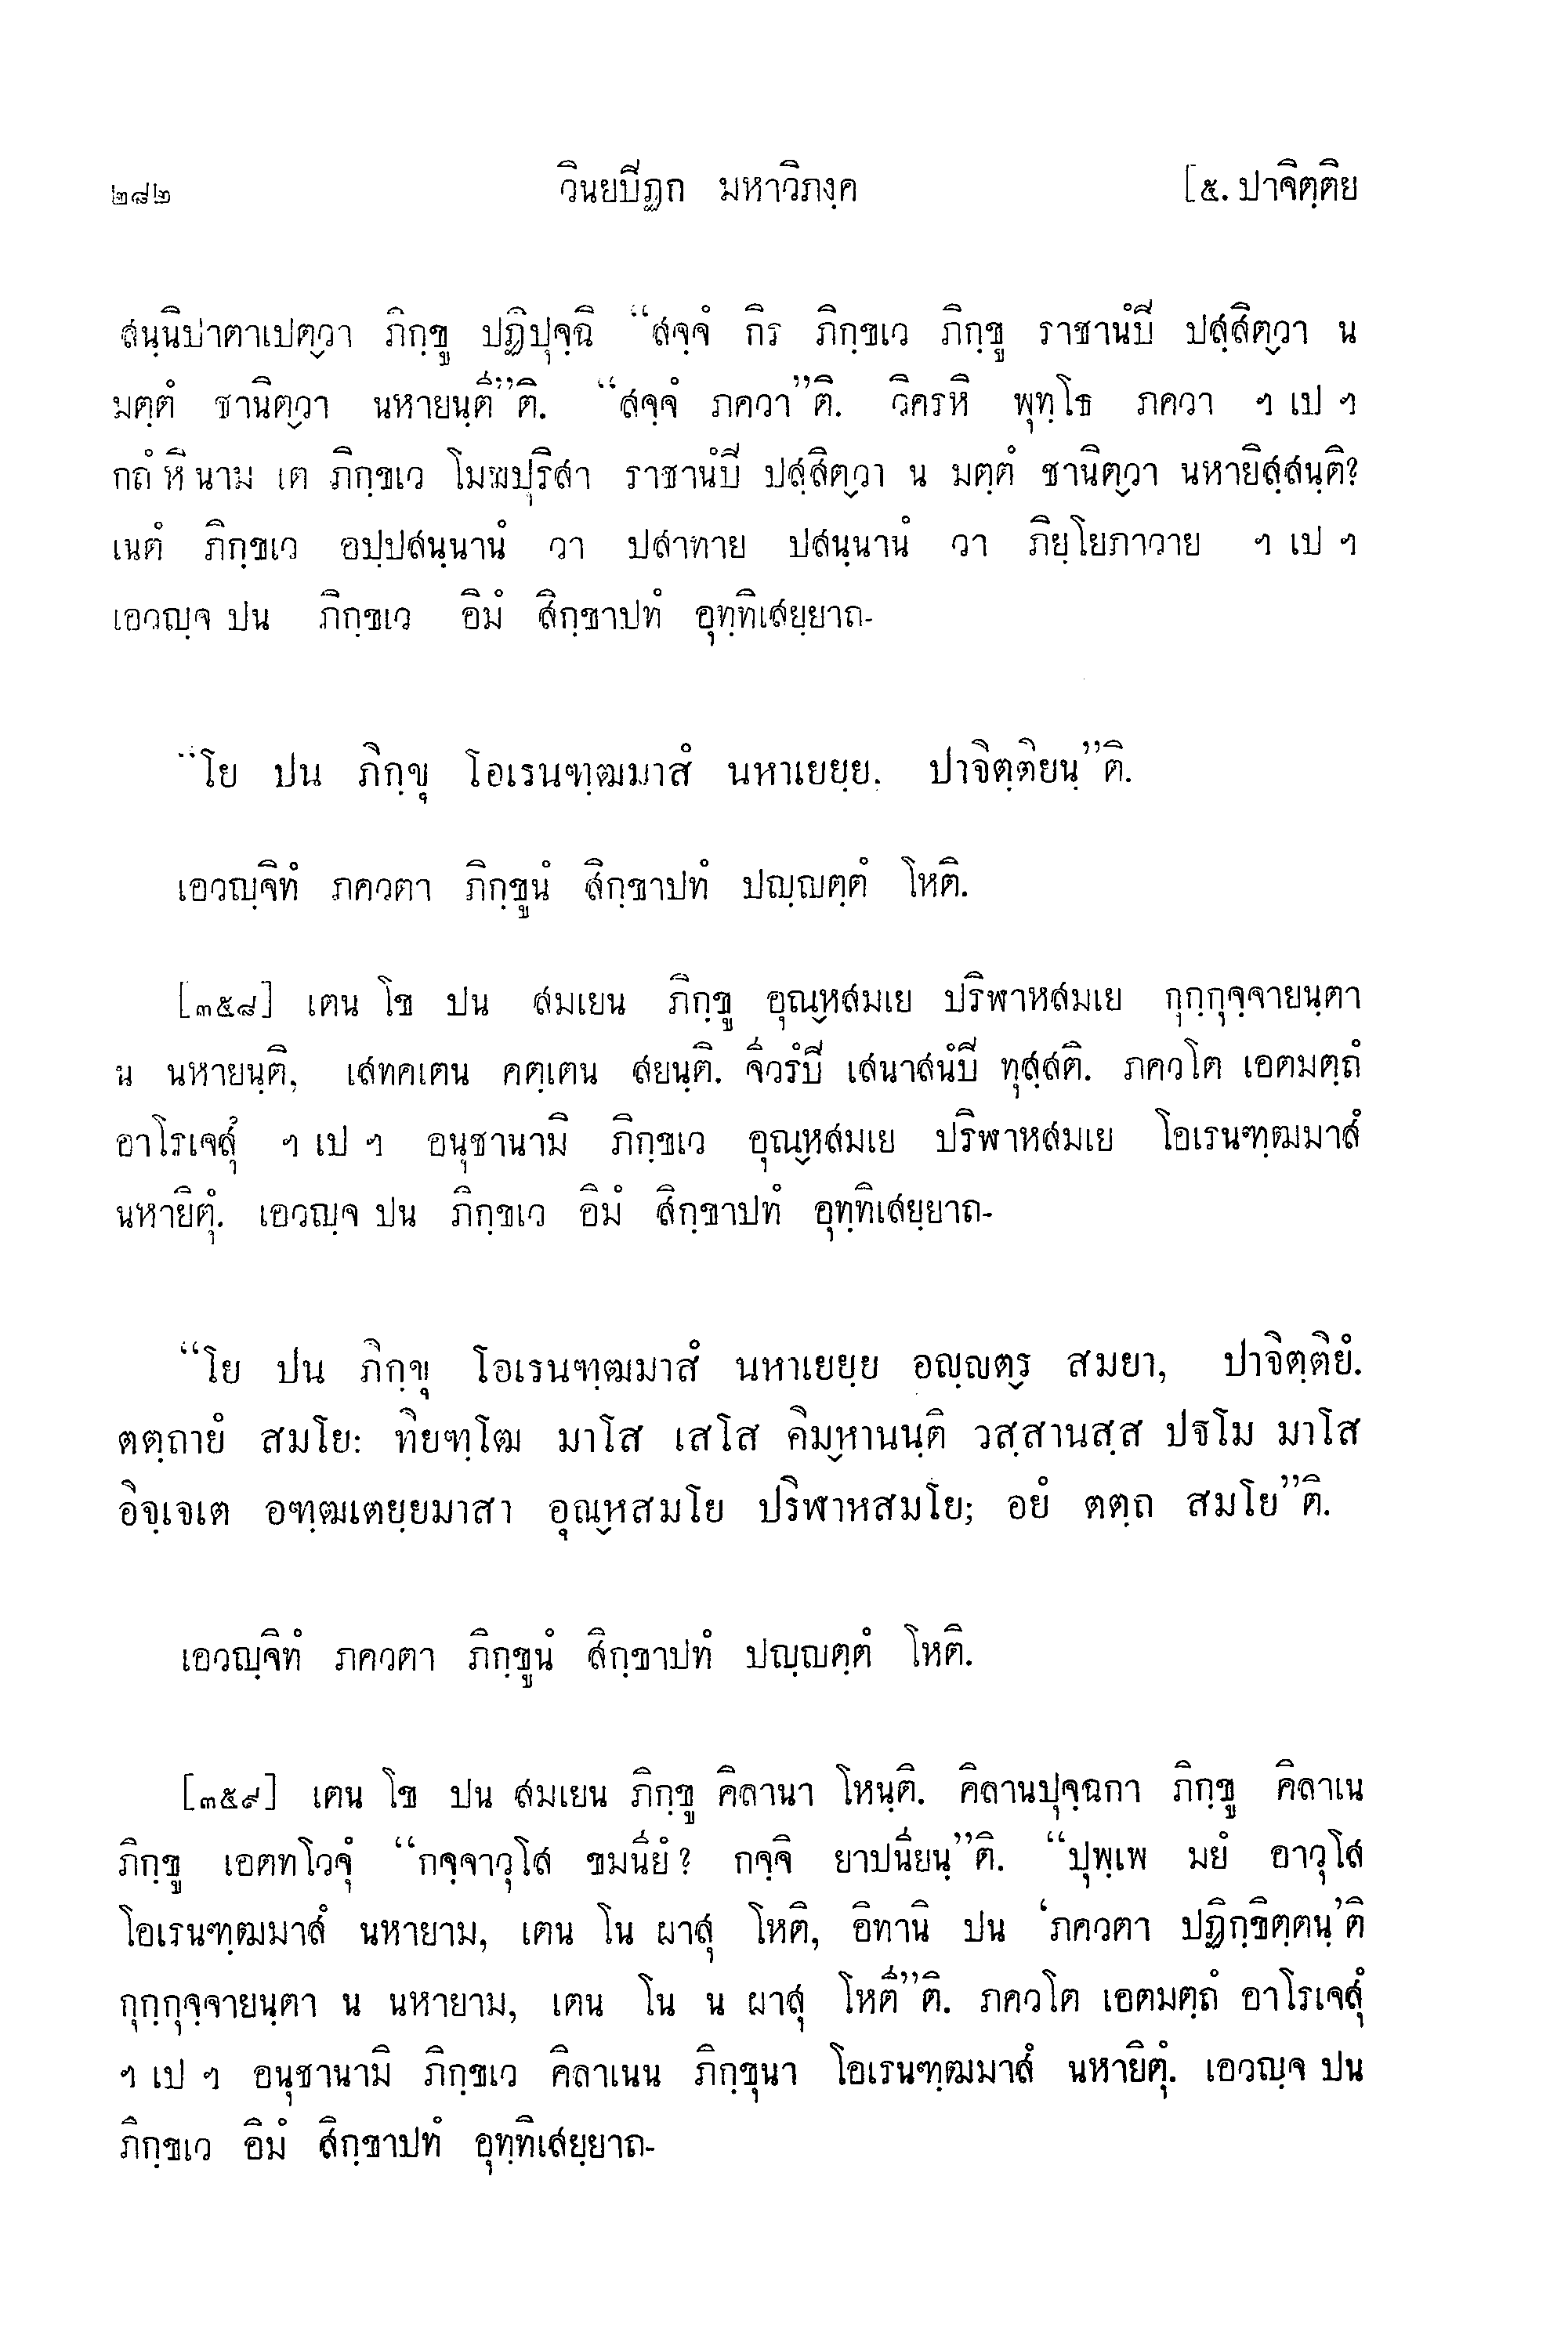 ๒๘๒ วินยปีฏก มหาวิภงฺค [๕. ปาจิตฺติย
สนฺนิปาตาเปตฺวา ภิกฺขู ปฏิปุจฺฉิ “สจฺจํ กิร ภิกฺขเว ภิกฺขู ราชานํปี ปสฺสิตฺวา น
มตฺตํ ชานิตฺวา นหายนฺตี”ติ. “สจฺจํ ภควา”ติ. วิครหิ พุทฺโธ ภควา ฯ เป ฯ
กถํ หิ นาม เต ภิกฺขเว โมฆปุริสา ราชานํปี ปสฺสิตฺวา น มตฺตํ ชานิตฺวา นหายิสฺสนฺติ?
เนตํ ภิกฺขเว อปฺปสนฺนานํ วา ปสาทาย ปสนฺนานํ วา ภิยฺโยภาวาย ฯ เป ฯ
เอวญฺจ ปน ภิกฺขเว อิมํ สิกฺขาปทํ อุทฺทิเสยฺยาถ-
“โย ปน ภิกฺขุ โอเรนฑฺฒมาสํ นหาเยยฺย. ปาจิตฺติยนฺ”ติ.
เอวญฺจิทํ ภควตา ภิกฺขูนํ สิกฺขาปทํ ปญฺญตฺตํ โหติ.
[๓๕๘] เตน โข ปน สมเยน ภิกฺขู อุณฺหสมเย ปริฬาหสมเย กุกฺกุจฺจายนฺตา
น นหายนฺติ, เสทคเตน คตฺเตน สยนฺติ. จีวรํปี เสนาสนํปี ทุสฺสติ. ภควโต เอตมตฺถํ
อาโรเจสุํ ฯ เป ฯ อนุชานามิ ภิกฺขเว อุณฺหสมเย ปริฬาหสมเย โอเรนฑฺฒมาสํ
นหายิตุํ. เอวญฺจ ปน ภิกฺขเว อิมํ สิกฺขาปทํ อุทฺทิเสยฺยาถ-
“โย ปน ภิกฺขุ โอเรนฑฺฒมาสํ นหาเยยฺย อญฺญตฺร สมยา, ปาจิตฺติยํ.
ตตฺถายํ สมโย: ทิยฑฺโฒ มาโส เสโส คิมฺหานนฺติ วสฺสานสฺส ปฐโม มาโส
อิจฺเจเต อฑฺฒเตยฺยมาสา อุณฺหสมโย ปริฬาหสมโย; อยํ ตตฺถ สมโย”ติ.
เอวญฺจิทํ ภควตา ภิกฺขูนํ สิกฺขาปทํ ปญฺญตฺตํ โหติ.
[๓๕๙] เตน โข ปน สมเยน ภิกฺขู คิลานา โหนฺติ. คิลานปุจฺฉกา ภิกฺขู คิลาเน
ภิกฺขู เอตทโวจุํ “กจฺจาวุโส ขมนียํ? กจฺจิ ยาปนียนฺ”ติ. “ปุพฺเพ มยํ อาวุโส
โอเรนฑฺฒมาสํ นหายาม, เตน โน ผาสุ โหติ, อิทานิ ปน ‘ภควตา ปฏิกฺขิตฺตนฺ’ติ
กุกฺกุจฺจายนฺตา น นหายาม, เตน โน น ผาสุ โหตี”ติ. ภควโต เอตมตฺถํ อาโรเจสุํ
ฯ เป ฯ อนุชานามิ ภิกฺขเว คิลาเนน ภิกฺขุนา โอเรนฑฺฒมาสํ นหายิตุํ. เอวญฺจ ปน
ภิกฺขเว อิมํ สิกฺขาปทํ อุทฺทิเสยฺยาถ-